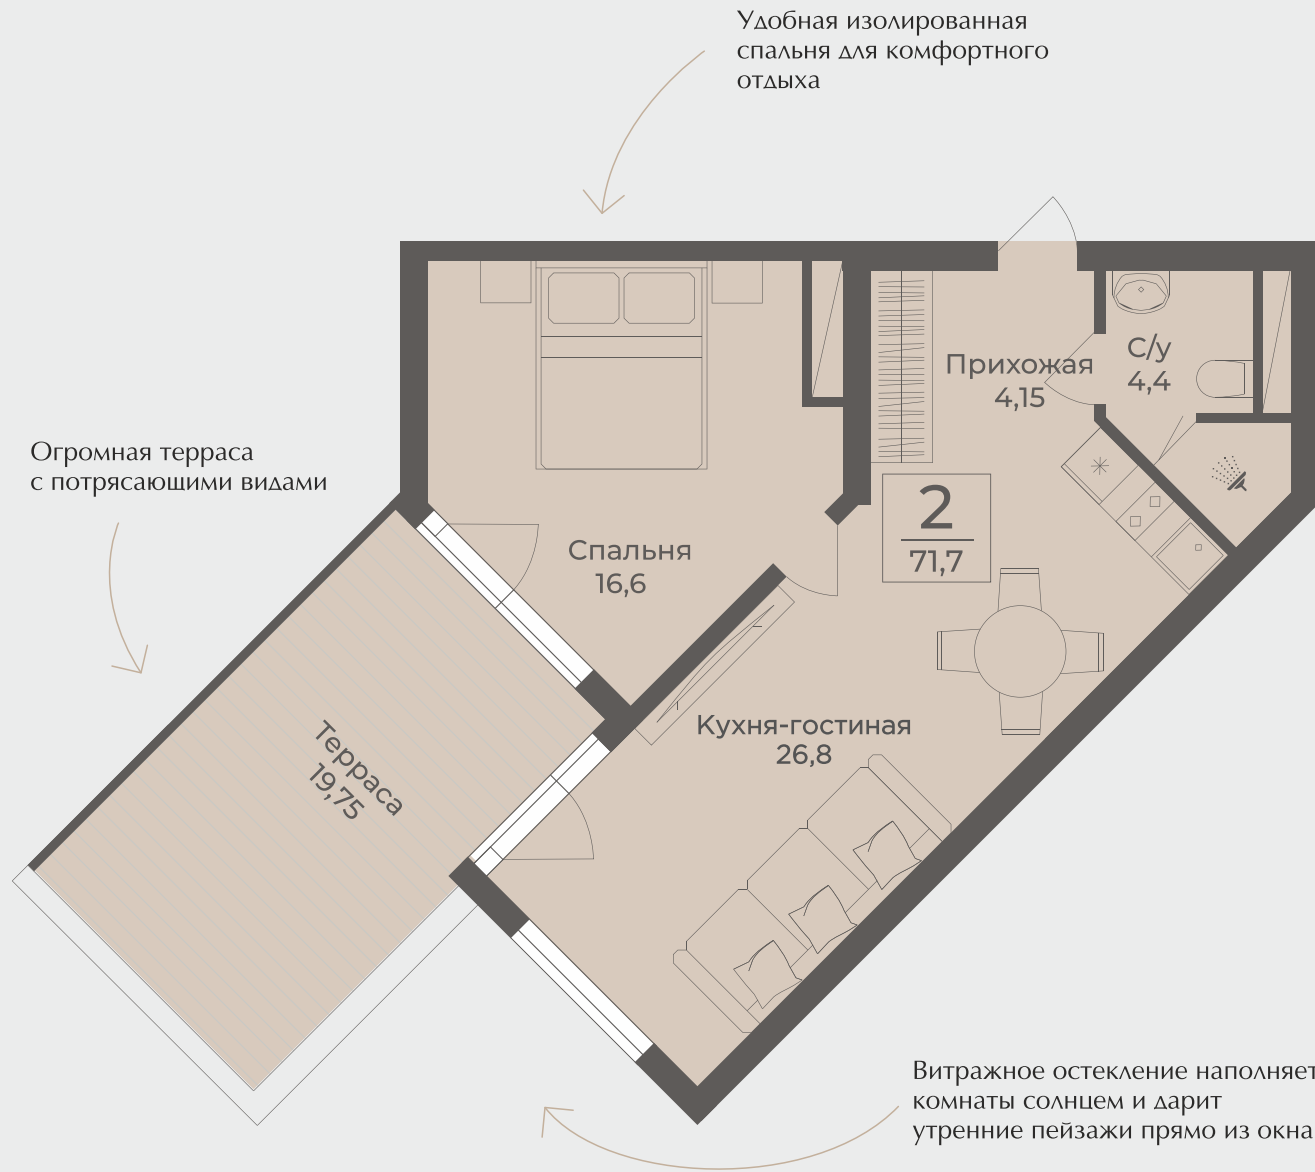 Удобная изолированная
спальня для комфортного
отдыха
Прихожая
4,15
С/у
4,4
Огромная терраса
с потрясающими видами
2
71,7
Спальня
16,6
Кухня-гостиная
26,8
Терраса
19,75
Витражное остекление наполняет
комнаты солнцем и дарит
утренние пейзажи прямо из окна